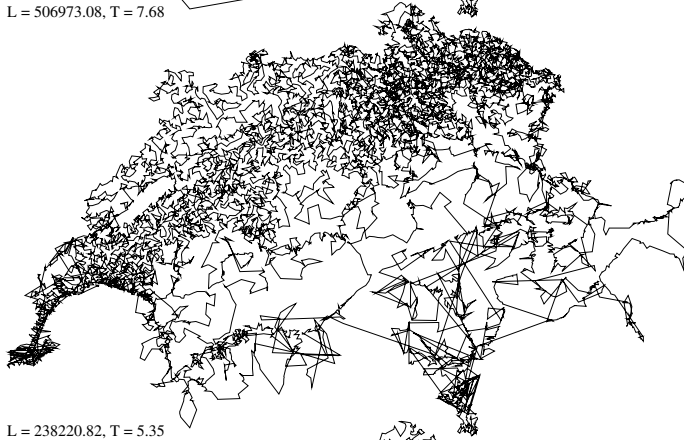 L = 506973.08, T = 7.68
L = 238220.82, T = 5.35